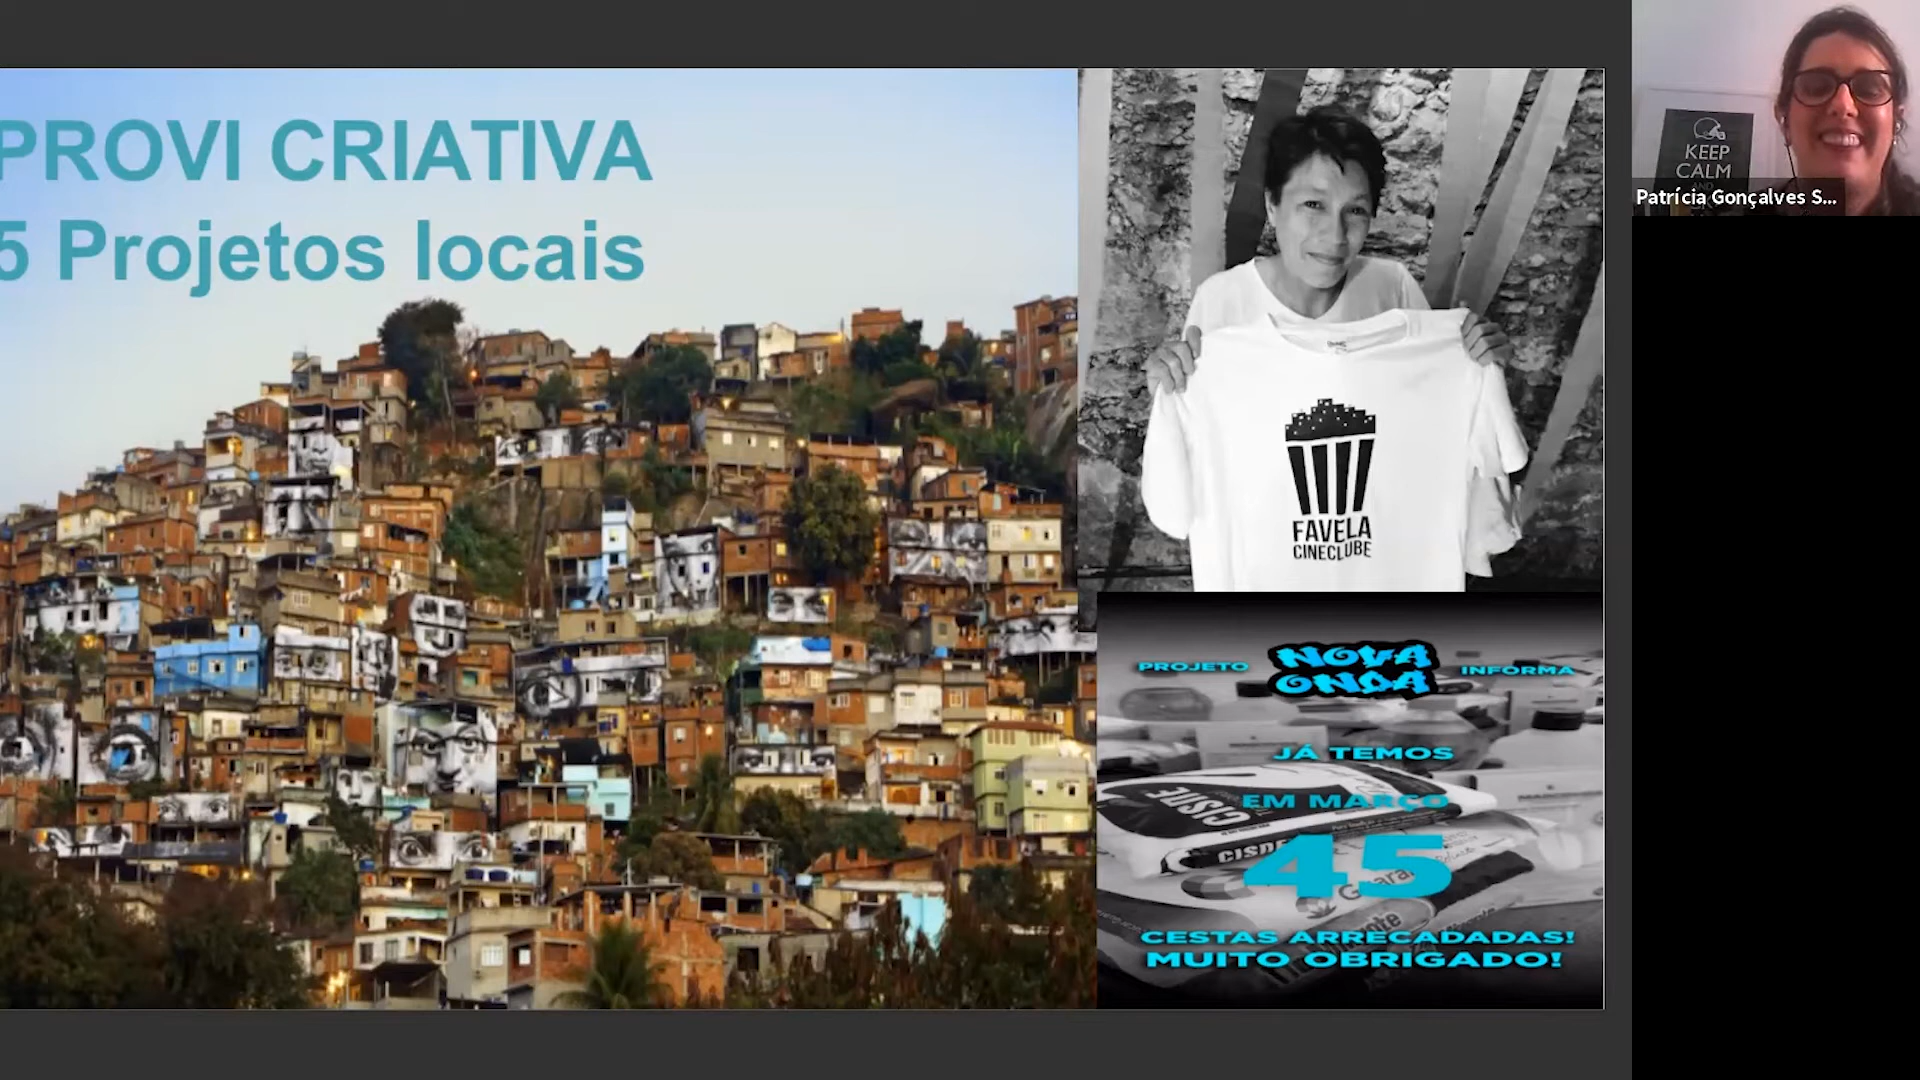 PROVI CRIATIVA
5 Projetos locais
FAVELA
CINECLUBE
PROJETO NOVA ONDA INFORMA
JÁ TEMOS
EM MARÇO
45
CESTAS ARRECADADAS!
MUITO OBRIGADO!
KEEP
CALM
AND
Patrícia Gonçalves S...